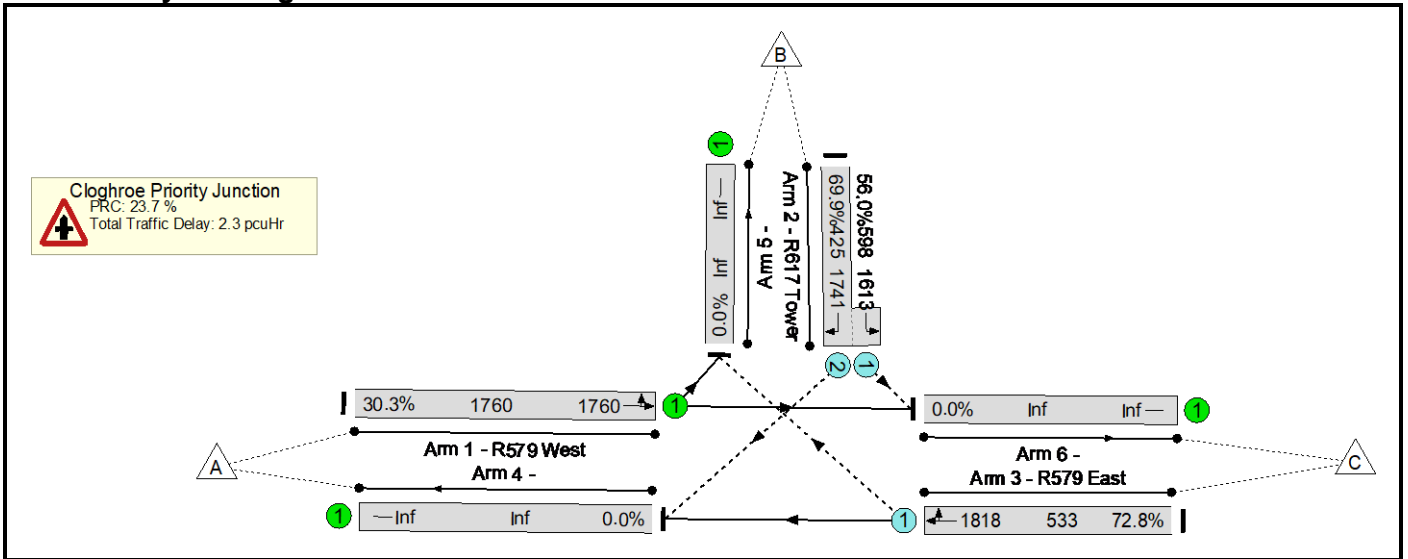 B
Cloghroe Priority Junction
PRC: 23.7 %
Total Traffic Delay: 2.3 pcuHr
1
Inf Inf 0.0%
Arm 5 -
Arm 2 - R617 Tower
69.9% 425 1741
56.0% 598 1613
2 1
30.3% 1760 1760
1
0.0% Inf Inf
1
A
Arm 1 - R579 West
Arm 4 -
Arm 6 -
Arm 3 - R579 East
C
1
Inf Inf 0.0%
1
1818 533 72.8%